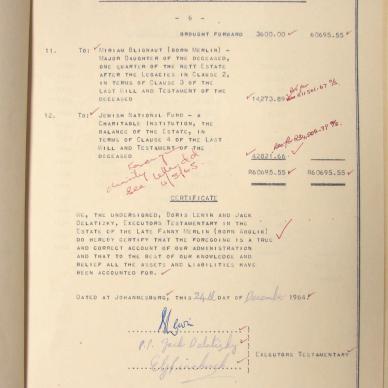 - 6 -
BROUGHT FORWARD 3600.00 60695.55
11. TO: MIRIAM BLIGNAUT (BORN MERLIN) -
MAJOR DAUGHTER OF THE DECEASED,
ONE QUARTER OF THE NETT ESTATE
AFTER THE LEGACIES IN CLAUSE 2,
IN TERMS OF CLAUSE 3 OF THE
LAST WILL AND TESTAMENT OF THE
DECEASED 14273.89
12. TO: JEWISH NATIONAL FUND - A
CHARITABLE INSTITUTION, THE
BALANCE OF THE ESTATE, IN
TERMS OF CLAUSE 4 OF THE LAST
WILL AND TESTAMENT OF THE
DECEASED 42821.66
R60695.55 R60695.55
CERTIFICATE
WE, THE UNDERSIGNED, BORIS LEVIN AND JACK
DELATIZKY, EXECUTORS TESTAMENTARY IN THE
ESTATE OF THE LATE FANNY MERLIN (BORN
DO HEREBY CERTIFY THAT THE FOREGOING IS A TRUE
AND CORRECT ACCOUNT OF OUR ADMINISTRATION
AND THAT TO THE BEST OF OUR KNOWLEDGE AND
RELIEF ALL THE ASSETS AND LIABILITIES HAVE
BEEN ACCOUNTED FOR.
DATED AT JOHANNESBURG, THIS 24th DAY OF December 1964.
B Levin
p.p. Jack Delatizky
EXECUTORS TESTAMENTARY